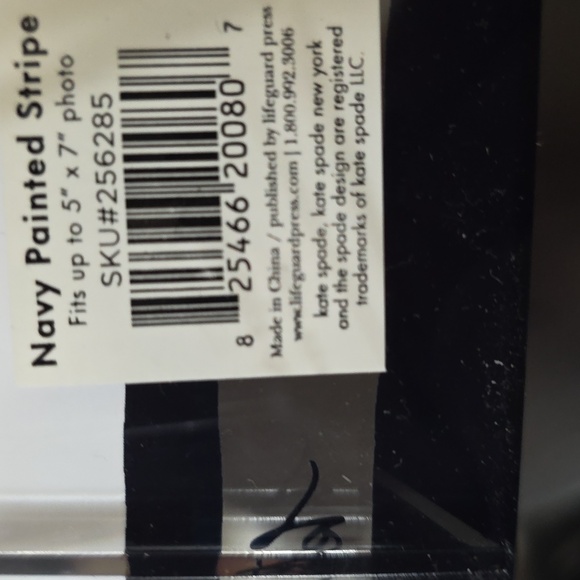 Navy Painted Stripe
Fits up to 5" x 7" photo
SKU#256285
8 25466 20080 7
Made in China / published by lifeguard press
www.lifeguardpress.com | 1.800.992.3006
kate spade, kate spade new york
and the spade design are registered
trademarks of kate spade LLC.